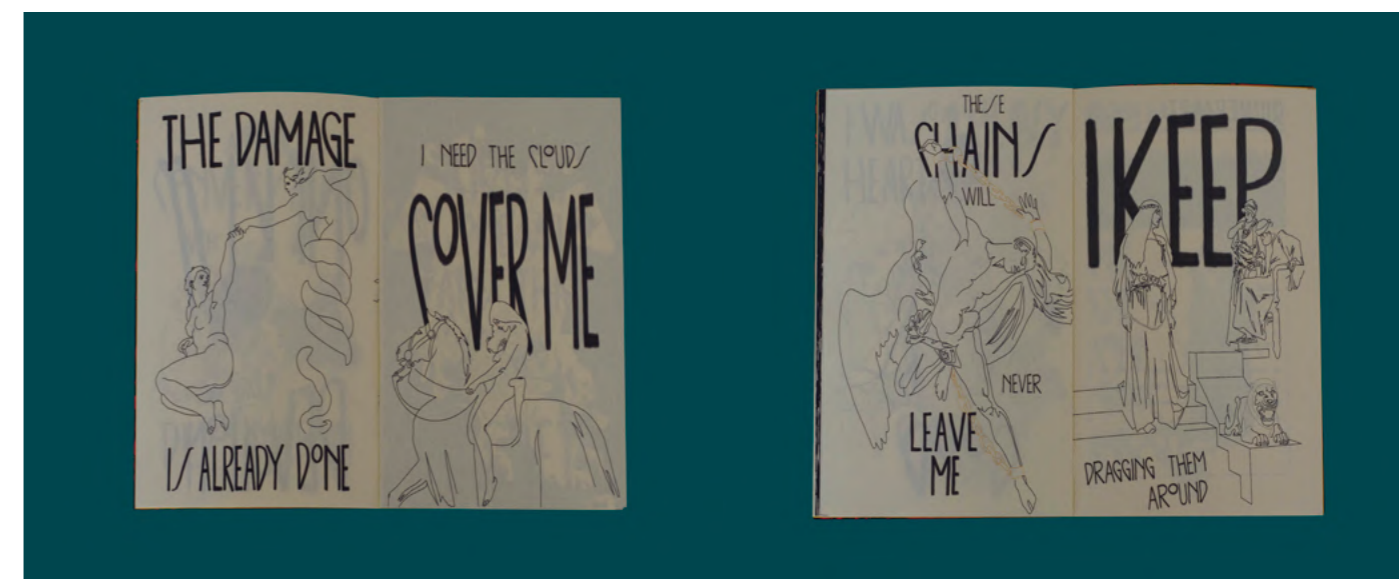 THE DAMAGE
IS ALREADY DONE
I NEED THE CLOUDS
COVER ME
THESE
CHAINS
WILL
NEVER
LEAVE
ME
I KEEP
DRAGGING THEM
AROUND